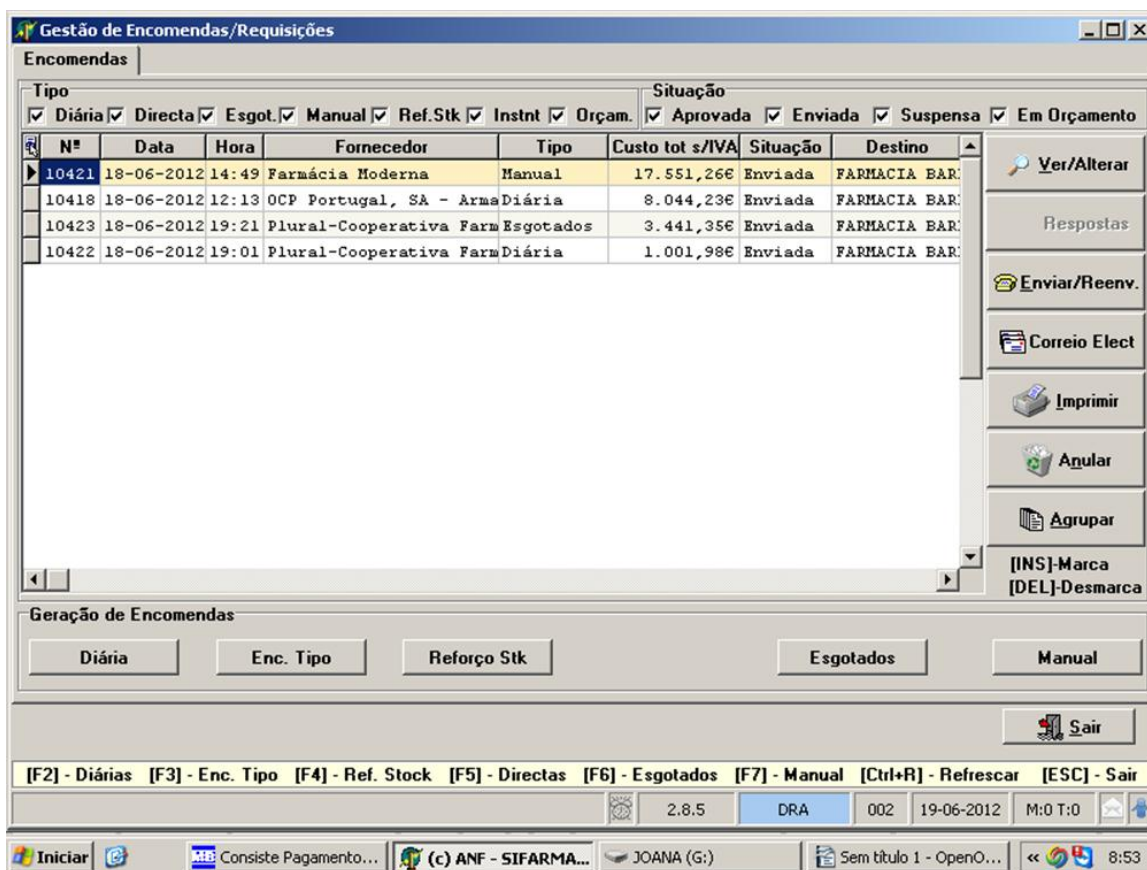 Gestão de Encomendas/Requisições
Encomendas
Tipo Situação
Diária Directa Esgot. Manual Ref.Stk Instnt Orçam. Aprovada Enviada Suspensa Em Orçamento
Nº Data Hora Fornecedor Tipo Custo tot s/IVA Situação Destino
10421 18-06-2012 14:49 Farmácia Moderna Manual 17.551,26€ Enviada FARMACIA BAR
10418 18-06-2012 12:13 OCP Portugal, SA - Arma Diária 8.044,23€ Enviada FARMACIA BAR
10423 18-06-2012 19:21 Plural-Cooperativa Farm Esgotados 3.441,35€ Enviada FARMACIA BAR
10422 18-06-2012 19:01 Plural-Cooperativa Farm Diária 1.001,98€ Enviada FARMACIA BAR
Ver/Alterar
Respostas
Enviar/Reenv.
Correio Elect
Imprimir
Anular
Agrupar
[INS]-Marca
[DEL]-Desmarca
Geração de Encomendas
Diária Enc. Tipo Reforço Stk Esgotados Manual
Sair
[F2] - Diárias [F3] - Enc. Tipo [F4] - Ref. Stock [F5] - Directas [F6] - Esgotados [F7] - Manual [Ctrl+R] - Refrescar [ESC] - Sair
2.8.5 DRA 002 19-06-2012 M:0 T:0
Iniciar Consiste Pagamento... (c) ANF - SIFARMA... JOANA (G:) Sem título 1 - OpenO... « 8:53